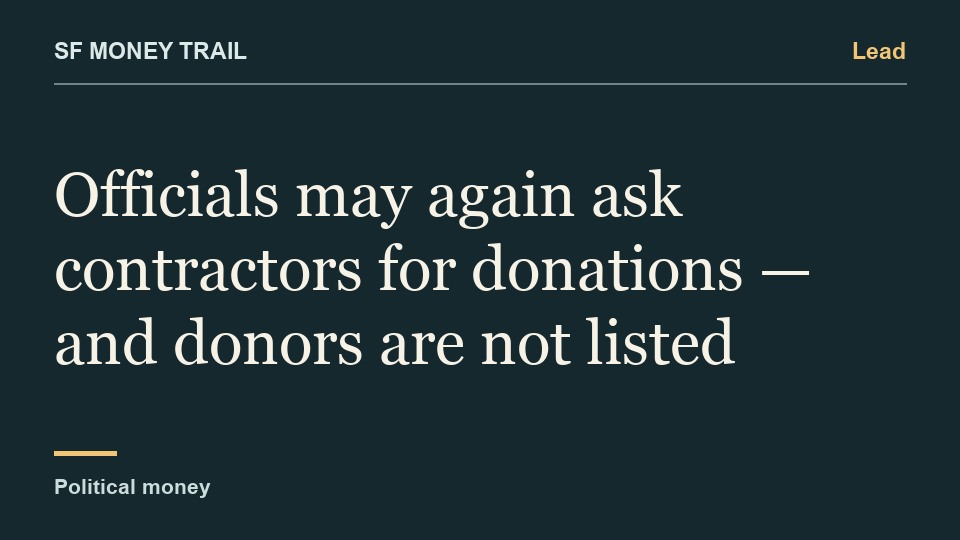 SF MONEY TRAIL
Lead
Officials may again ask
contractors for donations —
and donors are not listed
Political money